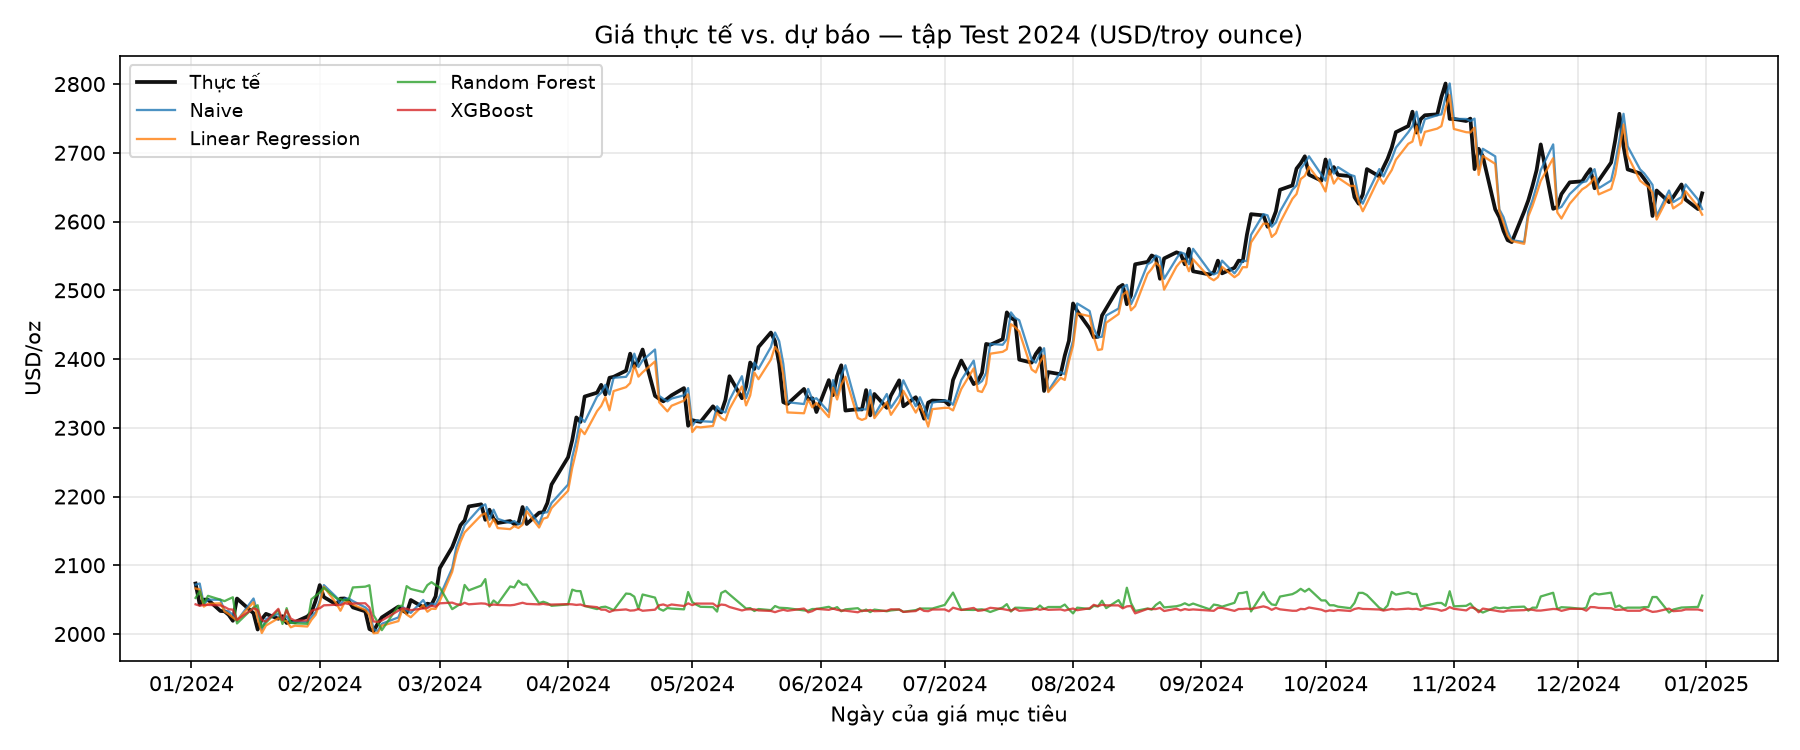 Giá thực tế vs. dự báo — tập Test 2024 (USD/troy ounce)
Thực tế
Naive
Linear Regression
Random Forest
XGBoost
USD/oz
2800
2700
2600
2500
2400
2300
2200
2100
2000
01/2024 02/2024 03/2024 04/2024 05/2024 06/2024 07/2024 08/2024 09/2024 10/2024 11/2024 12/2024 01/2025
Ngày của giá mục tiêu